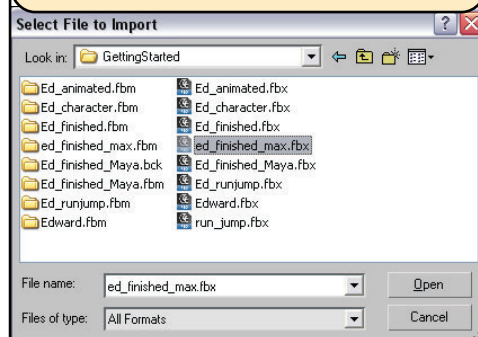 Select File to Import
Look in: GettingStarted
Ed_animated.fbm
Ed_character.fbm
Ed_finished.fbm
ed_finished_max.fbm
Ed_finished_Maya.bck
Ed_finished_Maya.fbm
Ed_runjump.fbm
Edward.fbm
Ed_animated.fbx
Ed_character.fbx
Ed_finished.fbx
ed_finished_max.fbx
Ed_finished_Maya.fbx
Ed_runjump.fbx
Edward.fbx
run_jump.fbx
File name: ed_finished_max.fbx Open
Files of type: All Formats Cancel